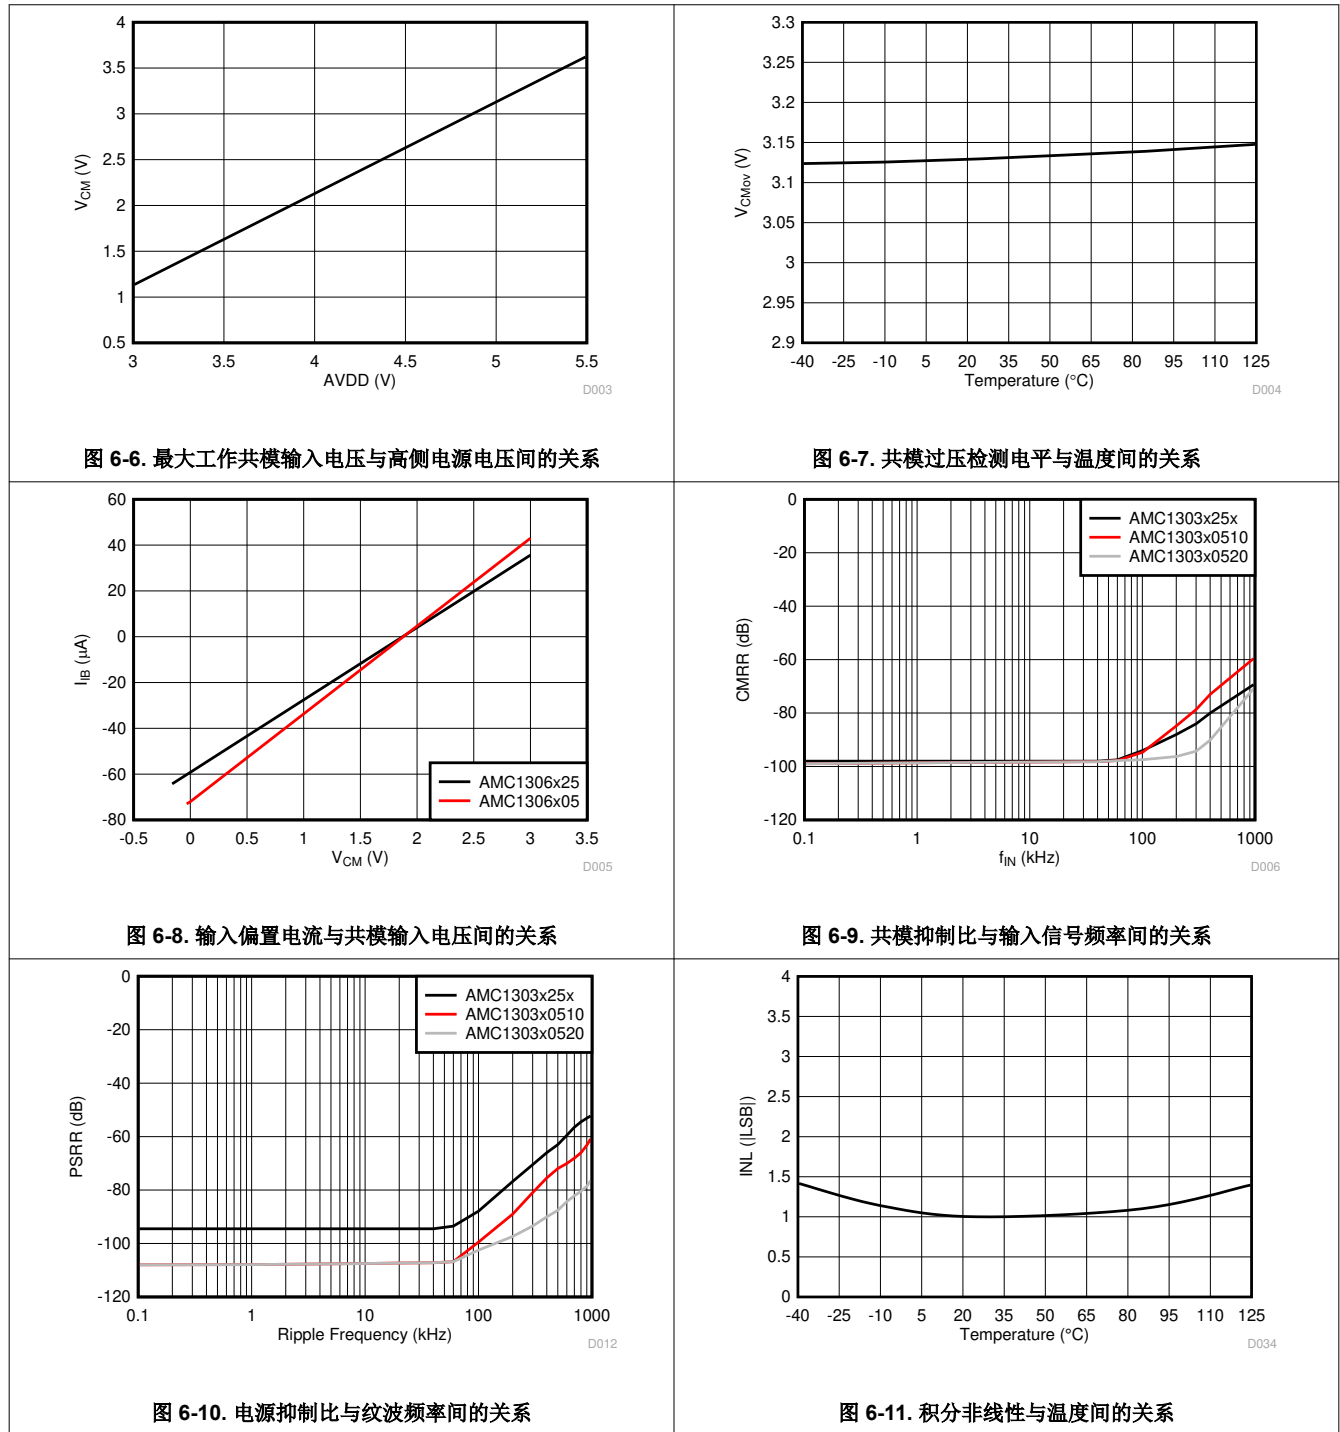 4
3.5
3
2.5
2
1.5
1
0.5
VCM (V)
3 3.5 4 4.5 5 5.5
AVDD (V)
D003
图 6-6. 最大工作共模输入电压与高侧电源电压间的关系
3.3
3.25
3.2
3.15
3.1
3.05
3
2.95
2.9
VCMov (V)
-40 -25 -10 5 20 35 50 65 80 95 110 125
Temperature (°C)
D004
图 6-7. 共模过压检测电平与温度间的关系
60
40
20
0
-20
-40
-60
-80
IIB (μA)
AMC1306x25
AMC1306x05
-0.5 0 0.5 1 1.5 2 2.5 3 3.5
VCM (V)
D005
图 6-8. 输入偏置电流与共模输入电压间的关系
0
-20
-40
-60
-80
-100
-120
CMRR (dB)
AMC1303x25x
AMC1303x0510
AMC1303x0520
0.1 1 10 100 1000
fIN (kHz)
D006
图 6-9. 共模抑制比与输入信号频率间的关系
0
-20
-40
-60
-80
-100
-120
PSRR (dB)
AMC1303x25x
AMC1303x0510
AMC1303x0520
0.1 1 10 100 1000
Ripple Frequency (kHz)
D012
图 6-10. 电源抑制比与纹波频率间的关系
4
3.5
3
2.5
2
1.5
1
0.5
0
INL (|LSB|)
-40 -25 -10 5 20 35 50 65 80 95 110 125
Temperature (°C)
D034
图 6-11. 积分非线性与温度间的关系